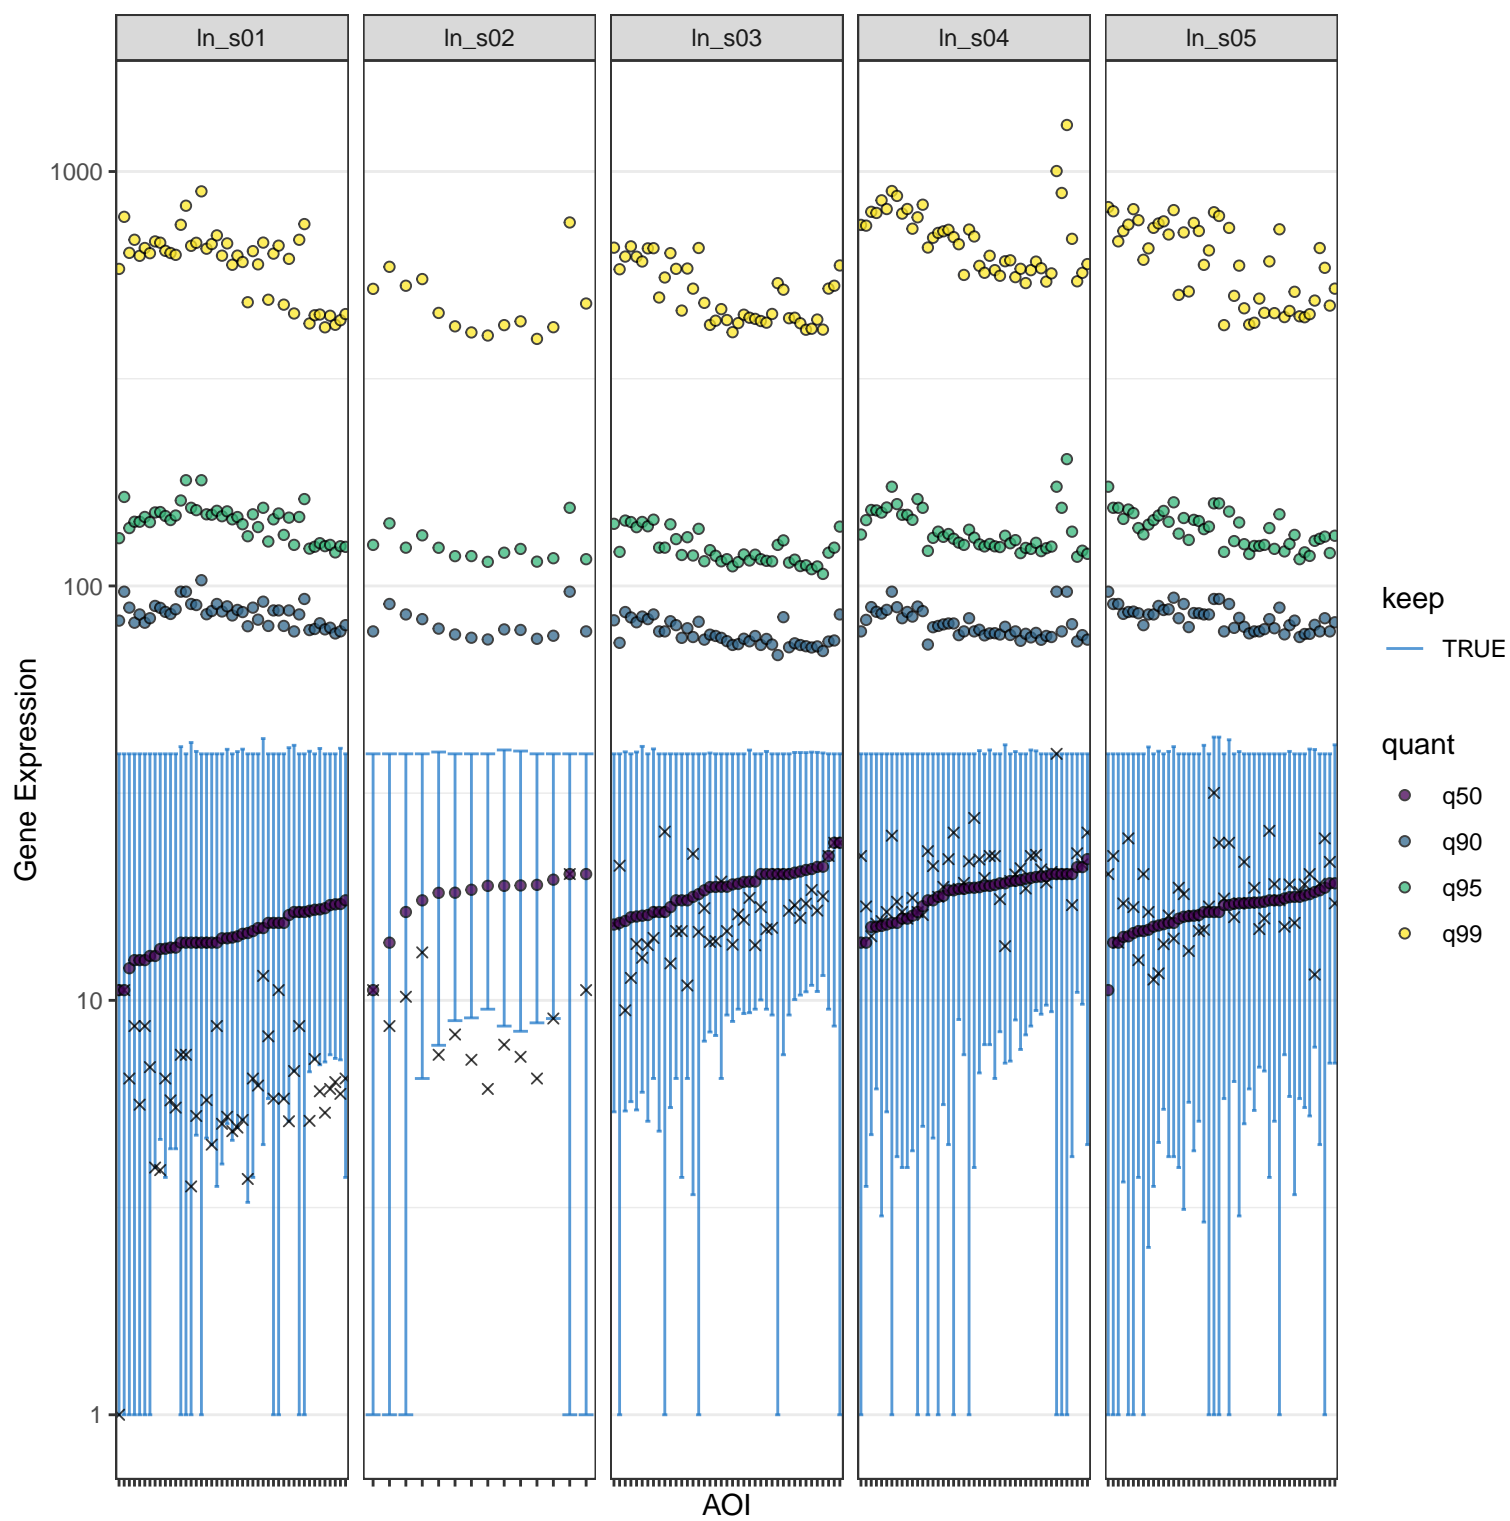 ln_s01 ln_s02 ln_s03 ln_s04 ln_s05
1000
100
10
1
Gene Expression
AOI
keep
TRUE
quant
q50
q90
q95
q99